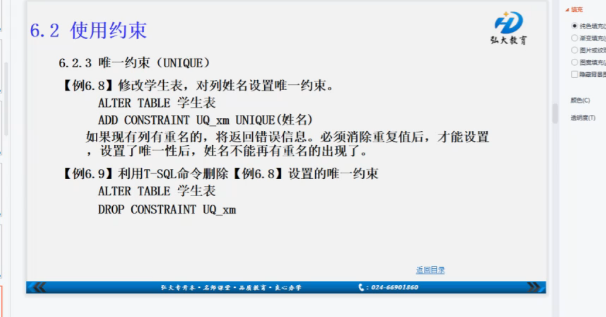 6.2 使用约束
弘大教育
6.2.3 唯一约束（UNIQUE）
【例6.8】修改学生表，对列姓名设置唯一约束。
ALTER TABLE 学生表
ADD CONSTRAINT UQ_xm UNIQUE(姓名)
如果现有列有重名的，将返回错误信息。必须消除重复值后，才能设置
，设置了唯一性后，姓名不能再有重名的出现了。
【例6.9】利用T-SQL命令删除【例6.8】设置的唯一约束
ALTER TABLE 学生表
DROP CONSTRAINT UQ_xm
返回目录
弘大专升本·名师课堂·品质教育·良心办学
：024-66901860
填充
纯色填充(
渐变填充(
图片或纹
图案填充(
隐藏背景图
颜色(C)
透明度(T)